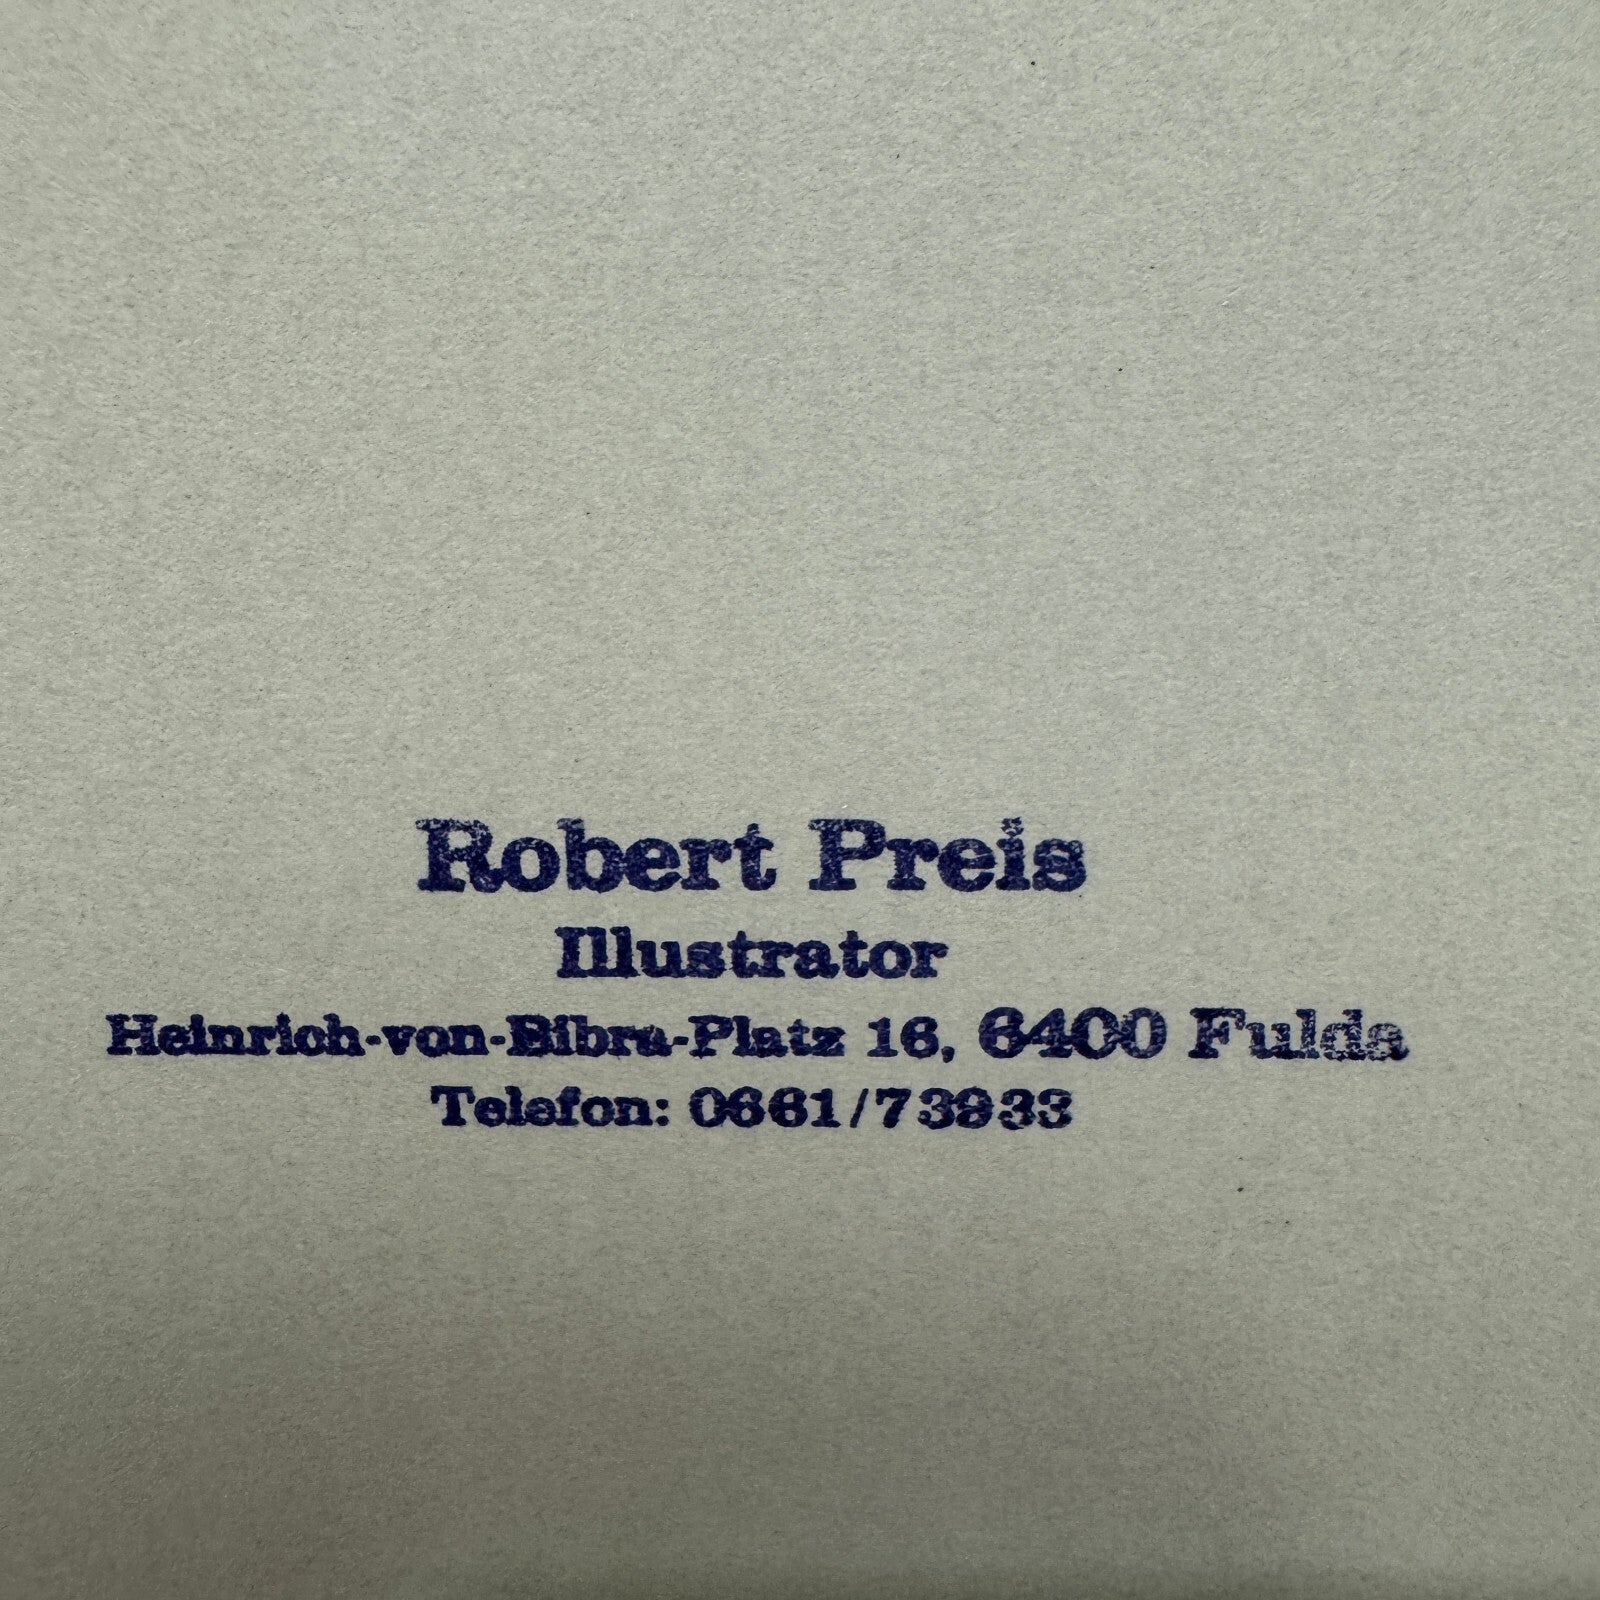 Robert Preis
Illustrator
Heinrich-von-Bibra-Platz 16, 6400 Fulda
Telefon: 0661/73933